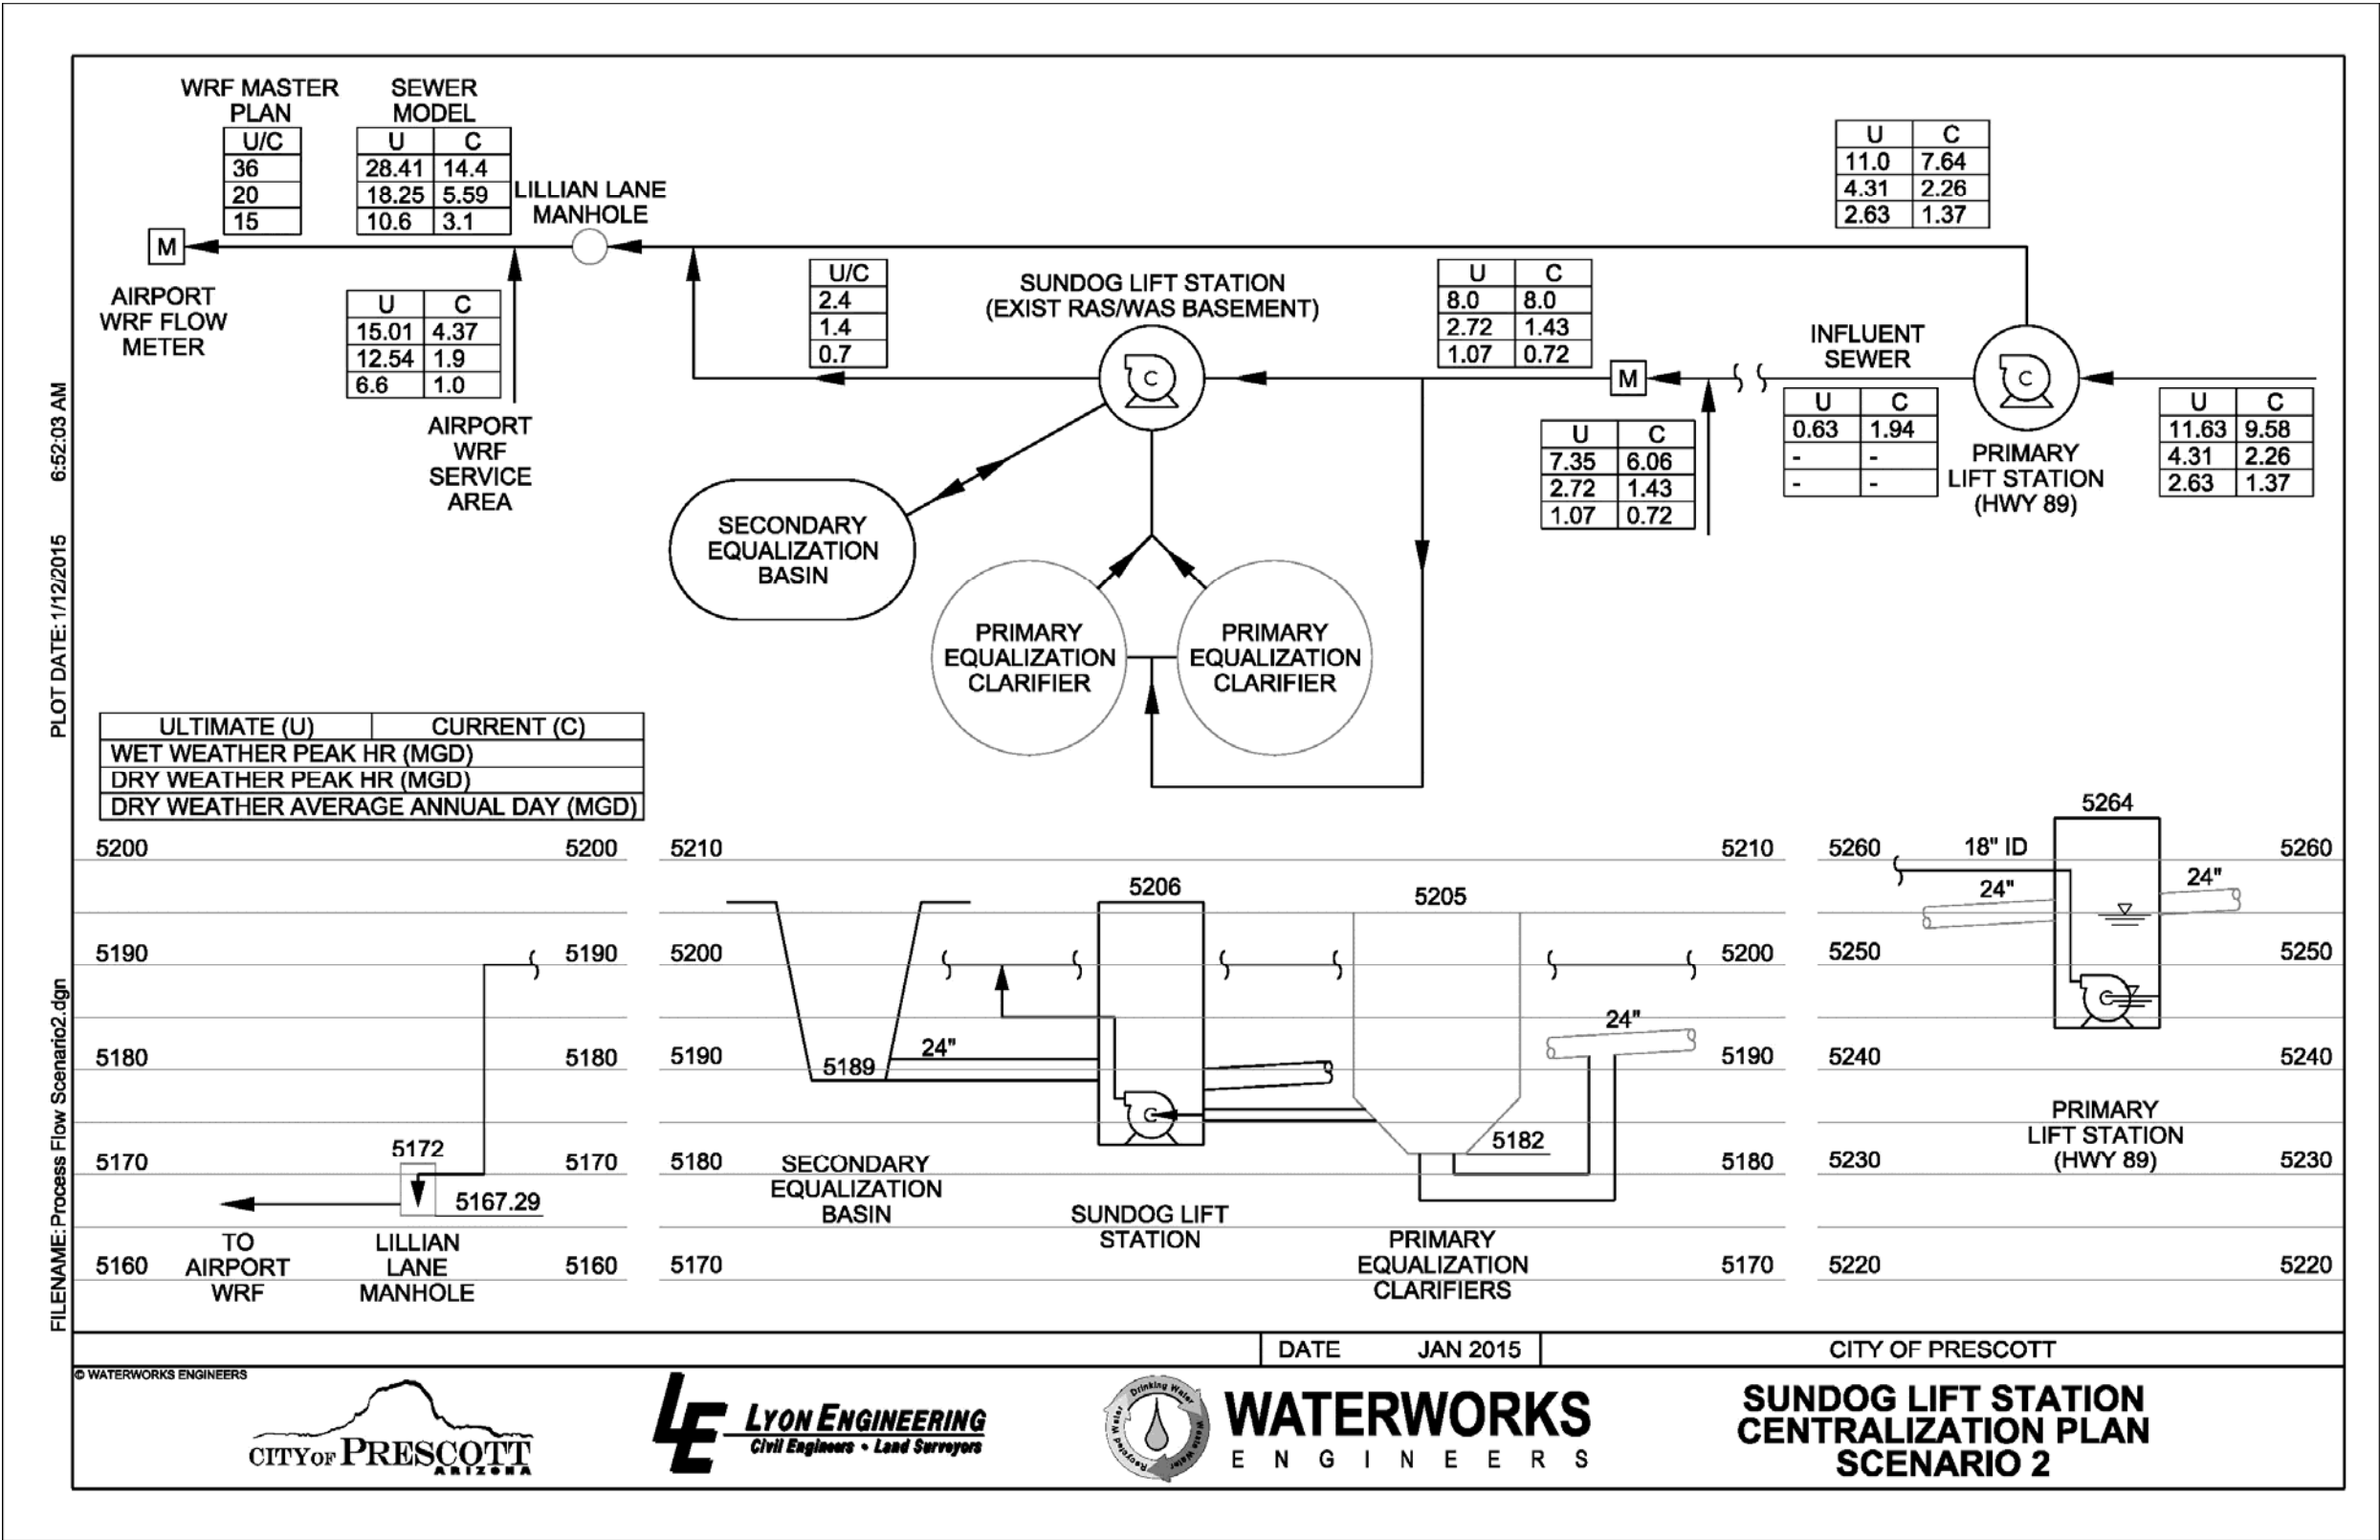 WRF MASTER
PLAN
U/C
36
20
15
SEWER
MODEL
U C
28.41 14.4
18.25 5.59
10.6 3.1
LILLIAN LANE
MANHOLE
M
AIRPORT
WRF FLOW
METER
U C
15.01 4.37
12.54 1.9
6.6 1.0
AIRPORT
WRF
SERVICE
AREA
U/C
2.4
1.4
0.7
SUNDOG LIFT STATION
(EXIST RAS/WAS BASEMENT)
C
U C
8.0 8.0
2.72 1.43
1.07 0.72
M
U C
7.35 6.06
2.72 1.43
1.07 0.72
INFLUENT
SEWER
U C
0.63 1.94
- -
- -
U C
11.0 7.64
4.31 2.26
2.63 1.37
C
PRIMARY
LIFT STATION
(HWY 89)
U C
11.63 9.58
4.31 2.26
2.63 1.37
SECONDARY
EQUALIZATION
BASIN
PRIMARY
EQUALIZATION
CLARIFIER
PRIMARY
EQUALIZATION
CLARIFIER
ULTIMATE (U) CURRENT (C)
WET WEATHER PEAK HR (MGD)
DRY WEATHER PEAK HR (MGD)
DRY WEATHER AVERAGE ANNUAL DAY (MGD)
5200 5200
5190 5190
5180 5180
5170 5170
5160 5160
5172
5167.29
TO
AIRPORT
WRF
LILLIAN
LANE
MANHOLE
5210 5210
5200 5200
5190 5190
5180 5180
5170 5170
5189
24"
5206
C
5205
24"
5182
SECONDARY
EQUALIZATION
BASIN
SUNDOG LIFT
STATION
PRIMARY
EQUALIZATION
CLARIFIERS
5264
5260 5260
5250 5250
5240 5240
5230 5230
5220 5220
18" ID
24"
24"
C
PRIMARY
LIFT STATION
(HWY 89)
PLOT DATE: 1/12/2015 6:52:03 AM
FILENAME: Process Flow Scenario2.dgn
DATE JAN 2015
CITY OF PRESCOTT
© WATERWORKS ENGINEERS
CITY OF PRESCOTT
ARIZONA
LE
LYON ENGINEERING
Civil Engineers • Land Surveyors
Drinking Water
Waste Water
Recycled Water
WATERWORKS
ENGINEERS
SUNDOG LIFT STATION
CENTRALIZATION PLAN
SCENARIO 2